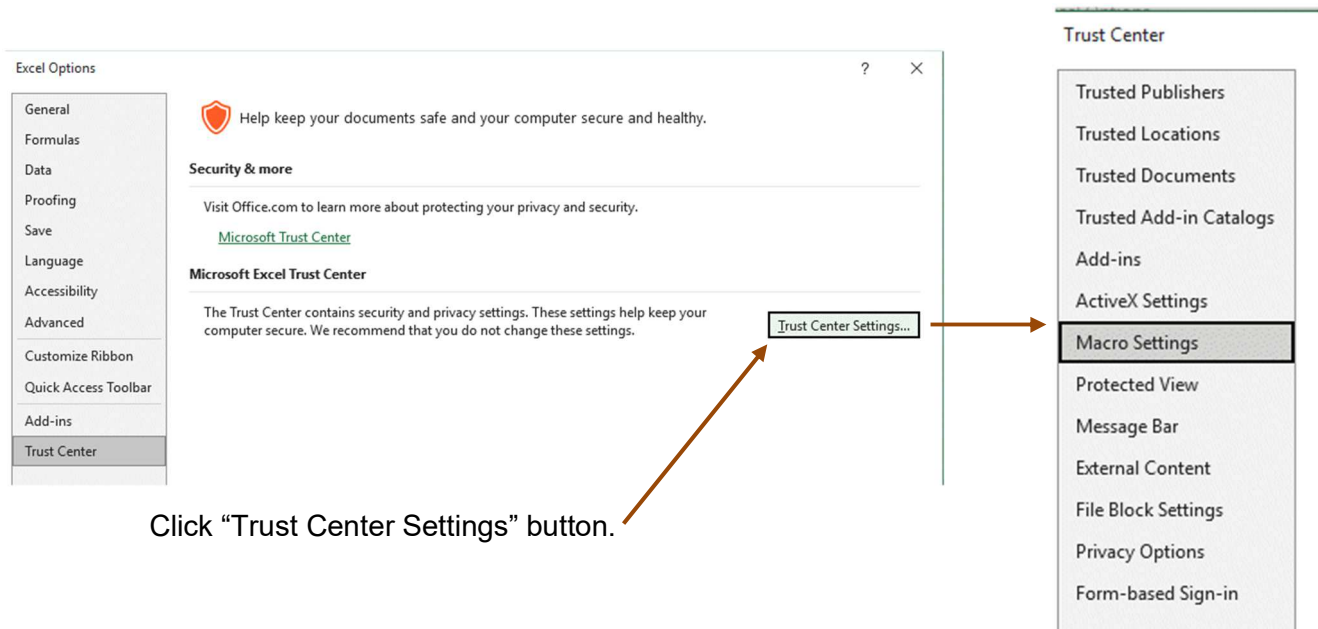 Excel Options
?
General
Formulas
Data
Proofing
Save
Language
Accessibility
Advanced
Customize Ribbon
Quick Access Toolbar
Add-ins
Trust Center
Help keep your documents safe and your computer secure and healthy.
Security & more
Visit Office.com to learn more about protecting your privacy and security.
Microsoft Trust Center
Microsoft Excel Trust Center
The Trust Center contains security and privacy settings. These settings help keep your
computer secure. We recommend that you do not change these settings.
Trust Center Settings...
Click “Trust Center Settings” button.
Trust Center
Trusted Publishers
Trusted Locations
Trusted Documents
Trusted Add-in Catalogs
Add-ins
ActiveX Settings
Macro Settings
Protected View
Message Bar
External Content
File Block Settings
Privacy Options
Form-based Sign-in